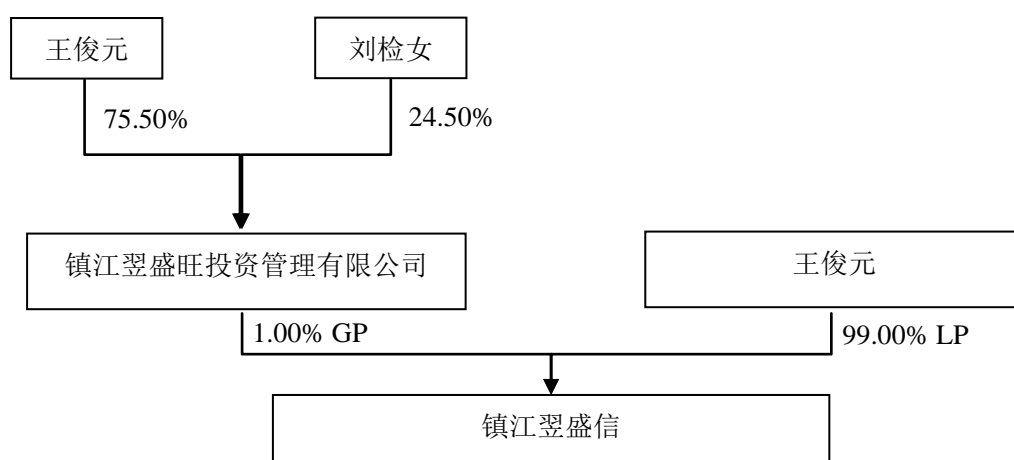 王俊元
刘检女
75.50%
24.50%
镇江翌盛旺投资管理有限公司
王俊元
1.00% GP
99.00% LP
镇江翌盛信